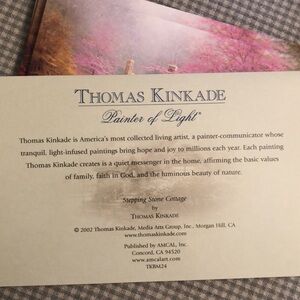 THOMAS KINKADE
Painter of Light™
Thomas Kinkade is America's most collected living artist, a painter-communicator whose
tranquil, light-infused paintings bring hope and joy to millions each year. Each painting
Thomas Kinkade creates is a quiet messenger in the home, affirming the basic values
of family, faith in God, and the luminous beauty of nature.
Stepping Stone Cottage
by
THOMAS KINKADE
© 2002 Thomas Kinkade, Media Arts Group, Inc., Morgan Hill, CA
www.thomaskinkade.com
Published by AMCAL, Inc.
Concord, CA 94520
www.amcalart.com
TKBM24